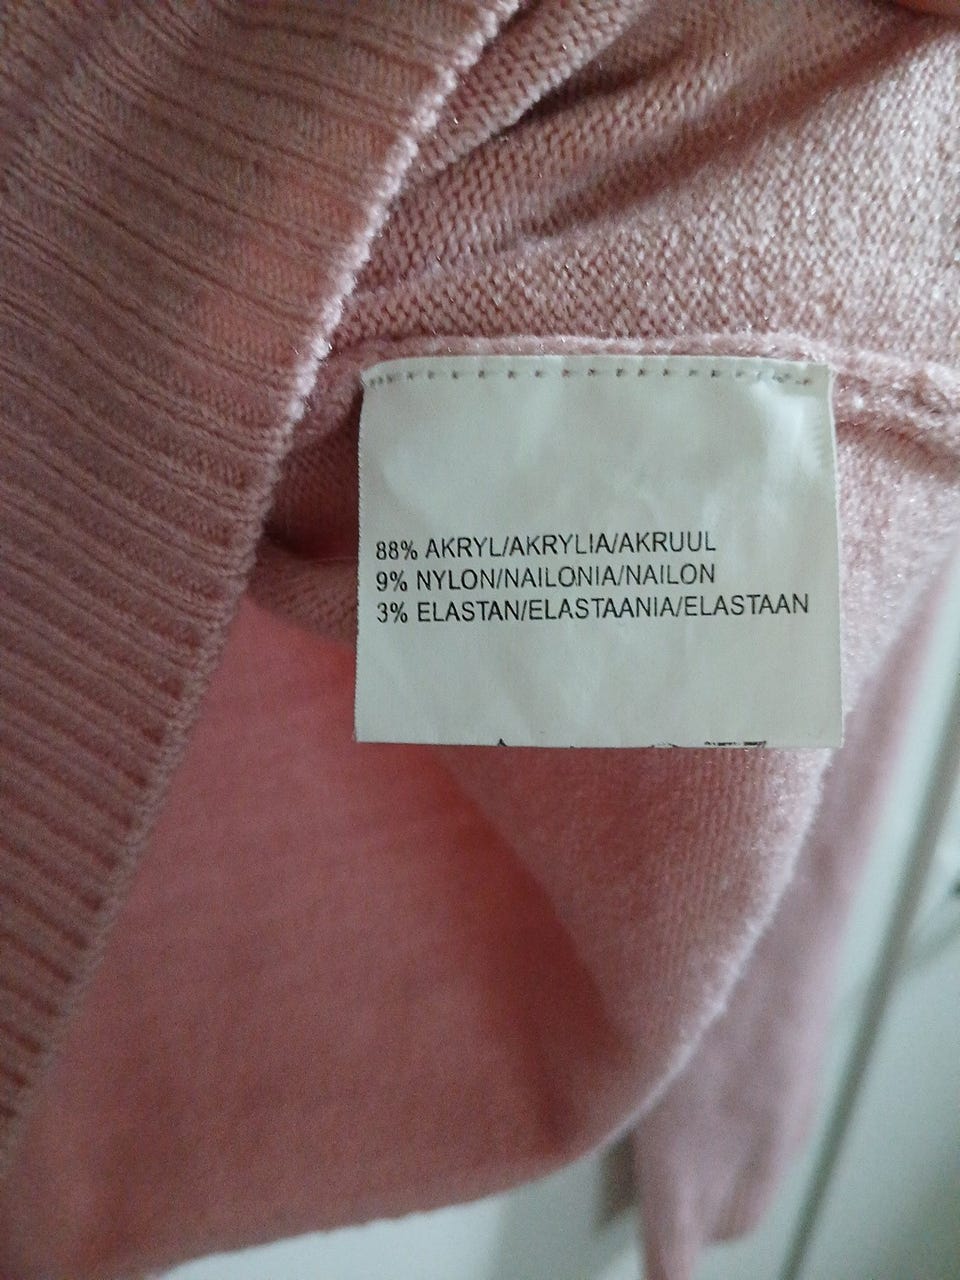 88% AKRYL/AKRYLIA/AKRUUL
9% NYLON/NAILONIA/NAILON
3% ELASTAN/ELASTAANIA/ELASTAAN